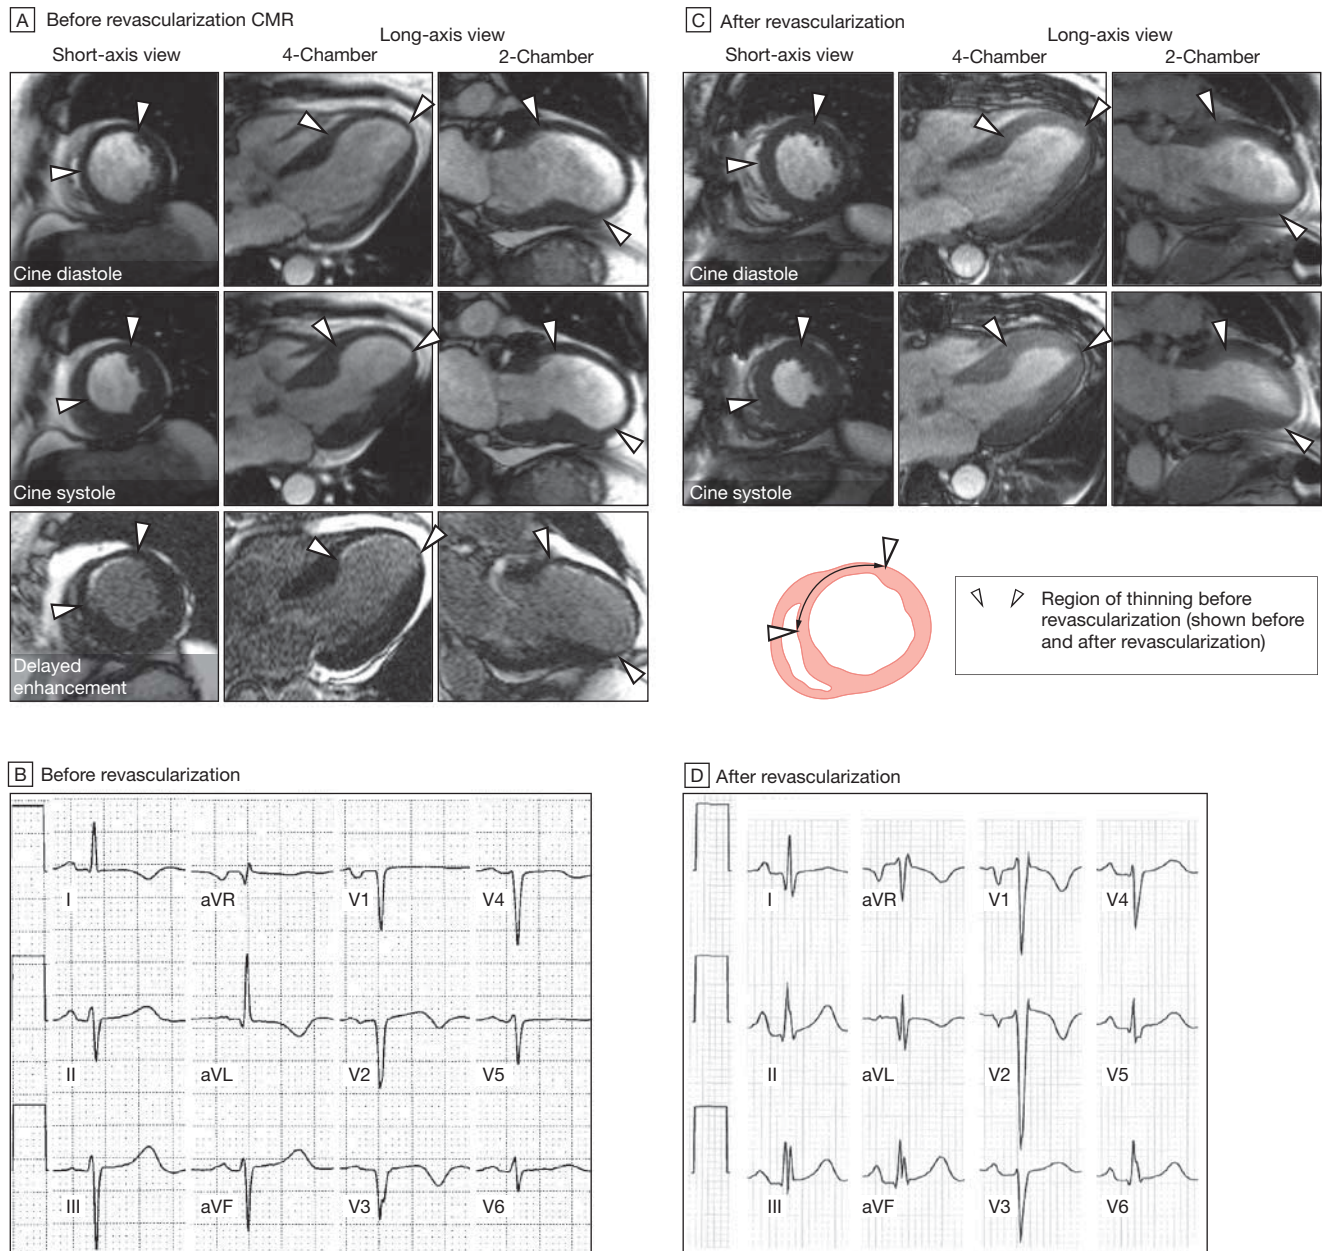 A Before revascularization CMR
Long-axis view
Short-axis view 4-Chamber 2-Chamber
Cine diastole
Cine systole
Delayed
enhancement
C After revascularization
Long-axis view
Short-axis view 4-Chamber 2-Chamber
Cine diastole
Cine systole
Region of thinning before
revascularization (shown before
and after revascularization)
B Before revascularization
I aVR V1 V4
II aVL V2 V5
III aVF V3 V6
D After revascularization
I aVR V1 V4
II aVL V2 V5
III aVF V3 V6